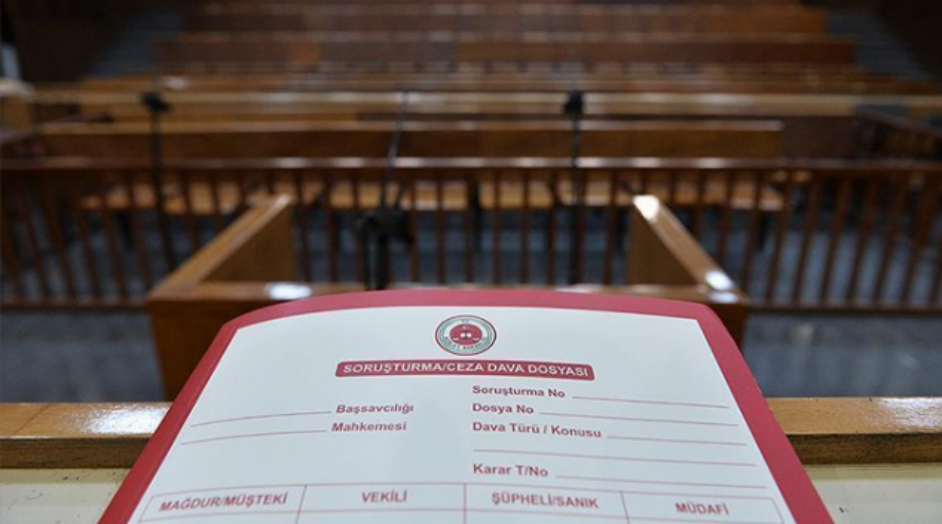 SORUŞTURMA/CEZA DAVA DOSYASI
Başsavcılığı
Mahkemesi
Soruşturma No
Dosya No
Dava Türü / Konusu
Karar T/No
MAĞDUR/MÜŞTEKİ VEKİLİ ŞÜPHELİ/SANIK MÜDAFİ